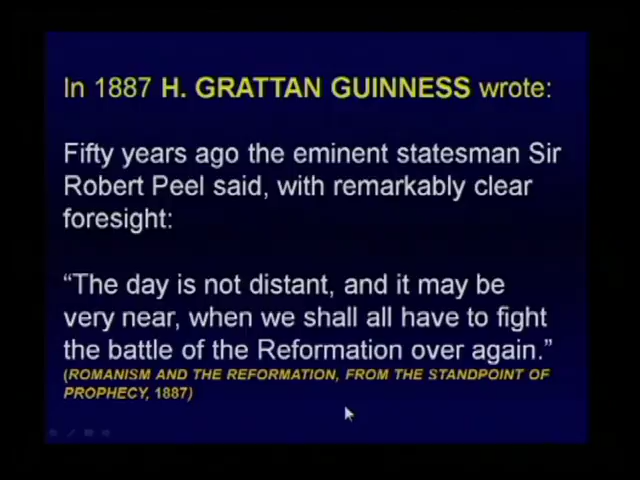 In 1887 H. GRATTAN GUINNESS wrote:
Fifty years ago the eminent statesman Sir
Robert Peel said, with remarkably clear
foresight:
“The day is not distant, and it may be
very near, when we shall all have to fight
the battle of the Reformation over again.”
(ROMANISM AND THE REFORMATION, FROM THE STANDPOINT OF
PROPHECY, 1887)